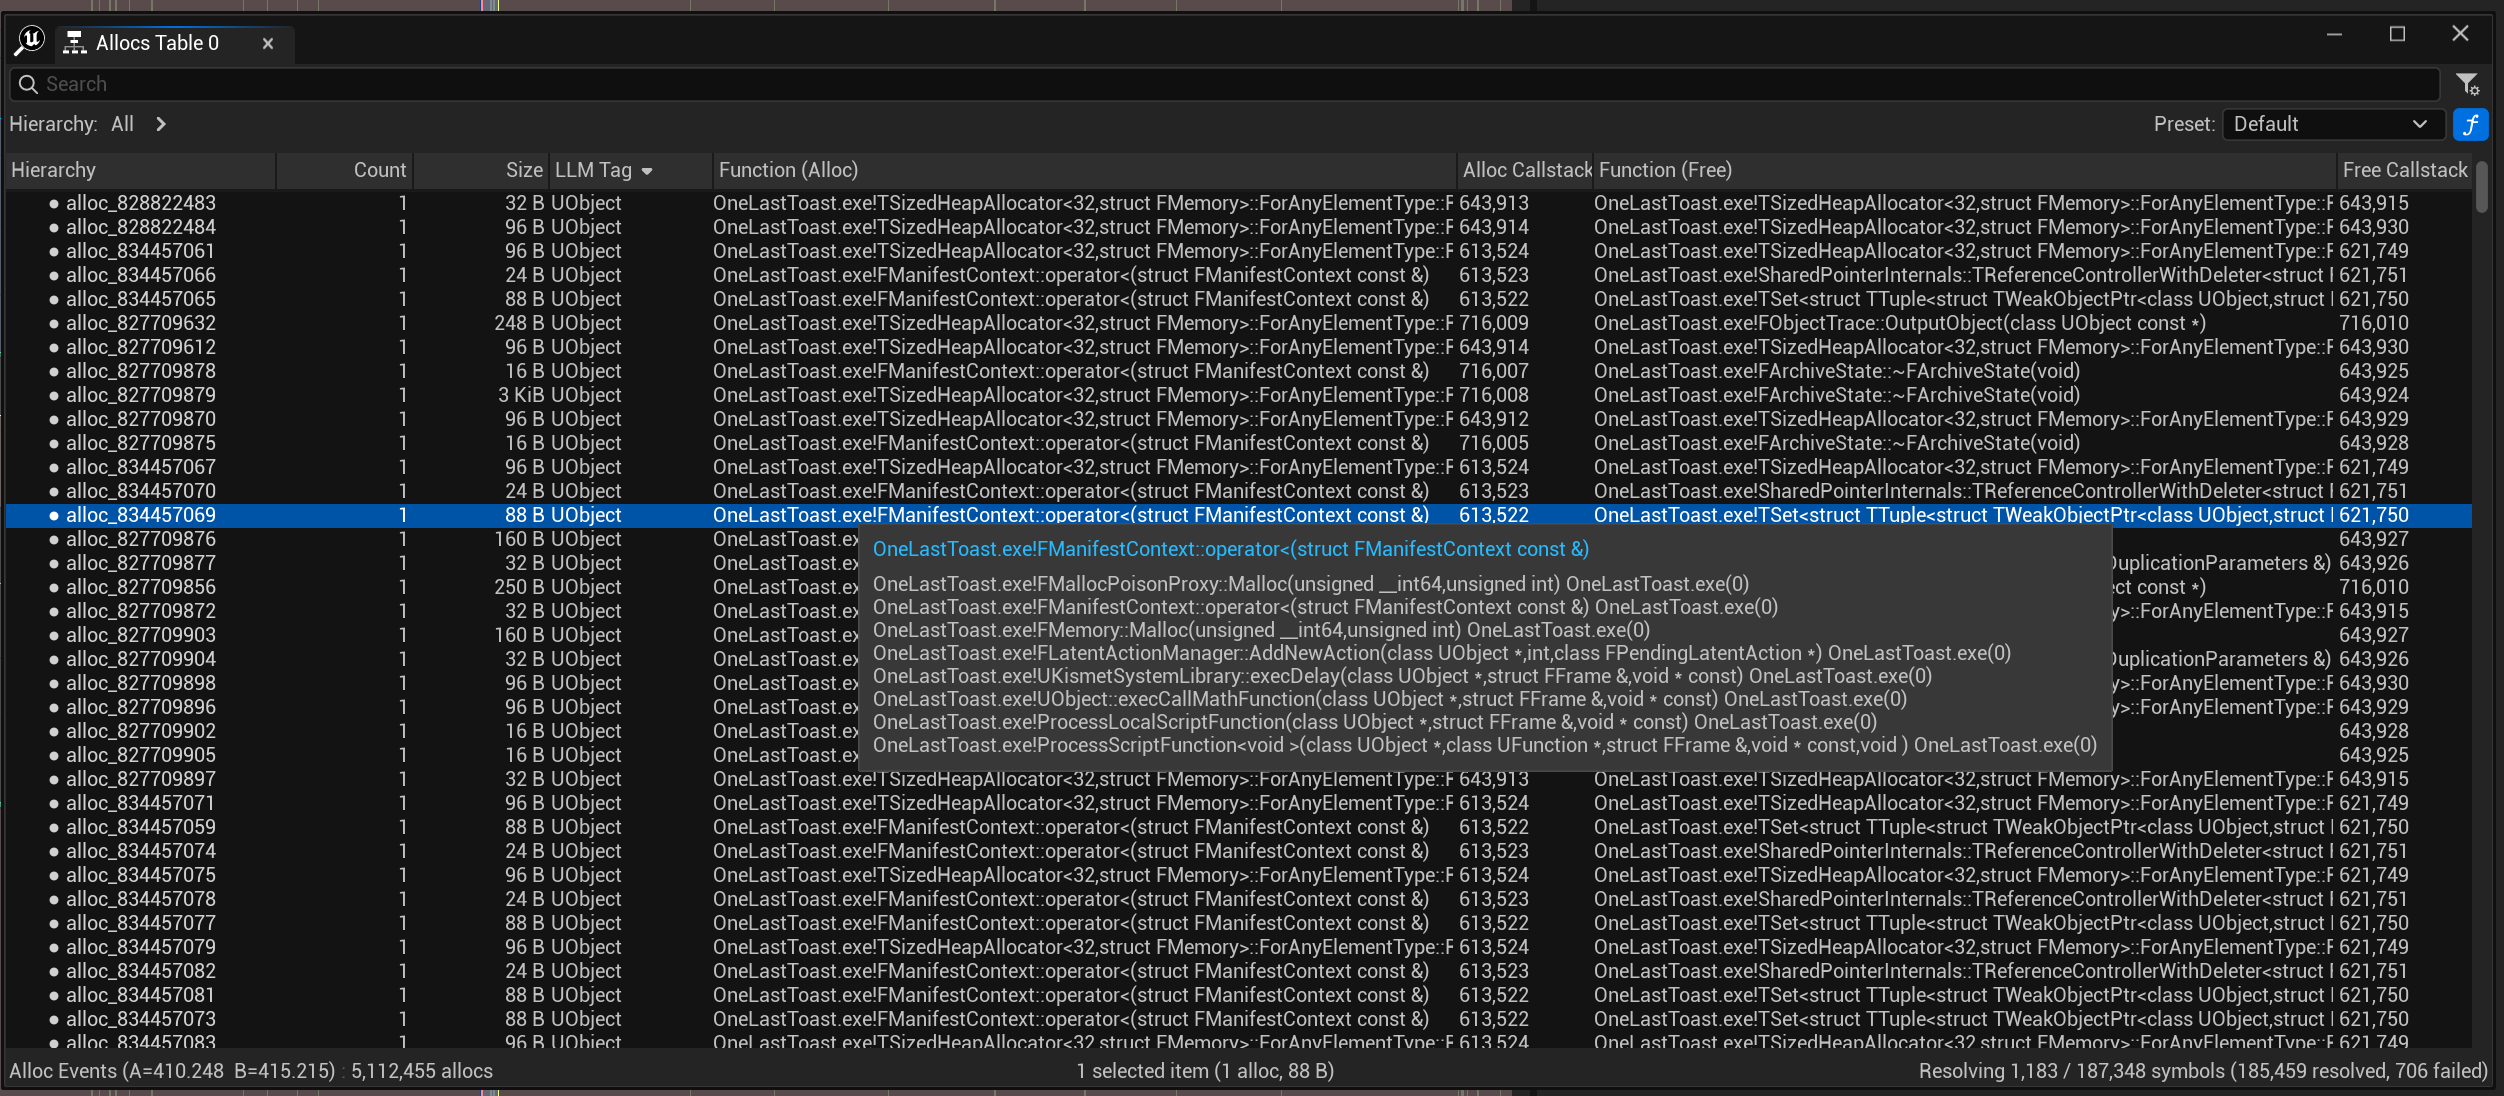 Allocs Table 0
Search
Hierarchy: All
Preset: Default
Hierarchy Count Size LLM Tag Function (Alloc) Alloc Callstack Function (Free) Free Callstack
alloc_828822483 1 32 B UObject OneLastToast.exe!TSizedHeapAllocator<32,struct FMemory>::ForAnyElementType::F 643,913 OneLastToast.exe!TSizedHeapAllocator<32,struct FMemory>::ForAnyElementType::F 643,915
alloc_828822484 1 96 B UObject OneLastToast.exe!TSizedHeapAllocator<32,struct FMemory>::ForAnyElementType::F 643,914 OneLastToast.exe!TSizedHeapAllocator<32,struct FMemory>::ForAnyElementType::F 643,930
alloc_834457061 1 96 B UObject OneLastToast.exe!TSizedHeapAllocator<32,struct FMemory>::ForAnyElementType::F 613,524 OneLastToast.exe!TSizedHeapAllocator<32,struct FMemory>::ForAnyElementType::F 621,749
alloc_834457066 1 24 B UObject OneLastToast.exe!FManifestContext::operator<(struct FManifestContext const &) 613,523 OneLastToast.exe!SharedPointerInternals::TReferenceControllerWithDeleter<struct 621,751
alloc_834457065 1 88 B UObject OneLastToast.exe!FManifestContext::operator<(struct FManifestContext const &) 613,522 OneLastToast.exe!TSet<struct TTuple<struct TWeakObjectPtr<class UObject,struct 621,750
alloc_827709632 1 248 B UObject OneLastToast.exe!TSizedHeapAllocator<32,struct FMemory>::ForAnyElementType::F 716,009 OneLastToast.exe!FObjectTrace::OutputObject(class UObject const *) 716,010
alloc_827709612 1 96 B UObject OneLastToast.exe!TSizedHeapAllocator<32,struct FMemory>::ForAnyElementType::F 643,914 OneLastToast.exe!TSizedHeapAllocator<32,struct FMemory>::ForAnyElementType::F 643,930
alloc_827709878 1 16 B UObject OneLastToast.exe!FManifestContext::operator<(struct FManifestContext const &) 716,007 OneLastToast.exe!FArchiveState::~FArchiveState(void) 643,925
alloc_827709879 1 3 KiB UObject OneLastToast.exe!TSizedHeapAllocator<32,struct FMemory>::ForAnyElementType::F 716,008 OneLastToast.exe!FArchiveState::~FArchiveState(void) 643,924
alloc_827709870 1 96 B UObject OneLastToast.exe!TSizedHeapAllocator<32,struct FMemory>::ForAnyElementType::F 643,912 OneLastToast.exe!TSizedHeapAllocator<32,struct FMemory>::ForAnyElementType::F 643,929
alloc_827709875 1 16 B UObject OneLastToast.exe!FManifestContext::operator<(struct FManifestContext const &) 716,005 OneLastToast.exe!FArchiveState::~FArchiveState(void) 643,928
alloc_834457067 1 96 B UObject OneLastToast.exe!TSizedHeapAllocator<32,struct FMemory>::ForAnyElementType::F 613,524 OneLastToast.exe!TSizedHeapAllocator<32,struct FMemory>::ForAnyElementType::F 621,749
alloc_834457070 1 24 B UObject OneLastToast.exe!FManifestContext::operator<(struct FManifestContext const &) 613,523 OneLastToast.exe!SharedPointerInternals::TReferenceControllerWithDeleter<struct 621,751
alloc_834457069 1 88 B UObject OneLastToast.exe!FManifestContext::operator<(struct FManifestContext const &) 613,522 OneLastToast.exe!TSet<struct TTuple<struct TWeakObjectPtr<class UObject,struct 621,750
alloc_827709876 1 160 B UObject OneLastToast.ex 643,927
alloc_827709877 1 32 B UObject OneLastToast.ex DuplicationParameters &) 643,926
alloc_827709856 1 250 B UObject OneLastToast.ex ect const *) 716,010
alloc_827709872 1 32 B UObject OneLastToast.ex y>::ForAnyElementType::F 643,915
alloc_827709903 1 160 B UObject OneLastToast.ex 643,927
alloc_827709904 1 32 B UObject OneLastToast.ex DuplicationParameters &) 643,926
alloc_827709898 1 96 B UObject OneLastToast.ex y>::ForAnyElementType::F 643,930
alloc_827709896 1 96 B UObject OneLastToast.ex y>::ForAnyElementType::F 643,929
alloc_827709902 1 16 B UObject OneLastToast.ex 643,928
alloc_827709905 1 16 B UObject OneLastToast.ex 643,925
OneLastToast.exe!FManifestContext::operator<(struct FManifestContext const &)
OneLastToast.exe!FMallocPoisonProxy::Malloc(unsigned __int64,unsigned int) OneLastToast.exe(0)
OneLastToast.exe!FManifestContext::operator<(struct FManifestContext const &) OneLastToast.exe(0)
OneLastToast.exe!FMemory::Malloc(unsigned __int64,unsigned int) OneLastToast.exe(0)
OneLastToast.exe!FLatentActionManager::AddNewAction(class UObject *,int,class FPendingLatentAction *) OneLastToast.exe(0)
OneLastToast.exe!UKismetSystemLibrary::execDelay(class UObject *,struct FFrame &,void * const) OneLastToast.exe(0)
OneLastToast.exe!UObject::execCallMathFunction(class UObject *,struct FFrame &,void * const) OneLastToast.exe(0)
OneLastToast.exe!ProcessLocalScriptFunction(class UObject *,struct FFrame &,void * const) OneLastToast.exe(0)
OneLastToast.exe!ProcessScriptFunction<void >(class UObject *,class UFunction *,struct FFrame &,void * const,void ) OneLastToast.exe(0)
alloc_827709897 1 32 B UObject OneLastToast.exe!TSizedHeapAllocator<32,struct FMemory>::ForAnyElementType::F 643,913 OneLastToast.exe!TSizedHeapAllocator<32,struct FMemory>::ForAnyElementType::F 643,915
alloc_834457071 1 96 B UObject OneLastToast.exe!TSizedHeapAllocator<32,struct FMemory>::ForAnyElementType::F 613,524 OneLastToast.exe!TSizedHeapAllocator<32,struct FMemory>::ForAnyElementType::F 621,749
alloc_834457059 1 88 B UObject OneLastToast.exe!FManifestContext::operator<(struct FManifestContext const &) 613,522 OneLastToast.exe!TSet<struct TTuple<struct TWeakObjectPtr<class UObject,struct 621,750
alloc_834457074 1 24 B UObject OneLastToast.exe!FManifestContext::operator<(struct FManifestContext const &) 613,523 OneLastToast.exe!SharedPointerInternals::TReferenceControllerWithDeleter<struct 621,751
alloc_834457075 1 96 B UObject OneLastToast.exe!TSizedHeapAllocator<32,struct FMemory>::ForAnyElementType::F 613,524 OneLastToast.exe!TSizedHeapAllocator<32,struct FMemory>::ForAnyElementType::F 621,749
alloc_834457078 1 24 B UObject OneLastToast.exe!FManifestContext::operator<(struct FManifestContext const &) 613,523 OneLastToast.exe!SharedPointerInternals::TReferenceControllerWithDeleter<struct 621,751
alloc_834457077 1 88 B UObject OneLastToast.exe!FManifestContext::operator<(struct FManifestContext const &) 613,522 OneLastToast.exe!TSet<struct TTuple<struct TWeakObjectPtr<class UObject,struct 621,750
alloc_834457079 1 96 B UObject OneLastToast.exe!TSizedHeapAllocator<32,struct FMemory>::ForAnyElementType::F 613,524 OneLastToast.exe!TSizedHeapAllocator<32,struct FMemory>::ForAnyElementType::F 621,749
alloc_834457082 1 24 B UObject OneLastToast.exe!FManifestContext::operator<(struct FManifestContext const &) 613,523 OneLastToast.exe!SharedPointerInternals::TReferenceControllerWithDeleter<struct 621,751
alloc_834457081 1 88 B UObject OneLastToast.exe!FManifestContext::operator<(struct FManifestContext const &) 613,522 OneLastToast.exe!TSet<struct TTuple<struct TWeakObjectPtr<class UObject,struct 621,750
alloc_834457073 1 88 B UObject OneLastToast.exe!FManifestContext::operator<(struct FManifestContext const &) 613,522 OneLastToast.exe!TSet<struct TTuple<struct TWeakObjectPtr<class UObject,struct 621,750
alloc_834457083 1 96 B UObject OneLastToast.exe!TSizedHeapAllocator<32,struct FMemory>::ForAnyElementType::F 613,524 OneLastToast.exe!TSizedHeapAllocator<32,struct FMemory>::ForAnyElementType::F 621,749
Alloc Events (A=410.248 B=415.215) : 5,112,455 allocs
1 selected item (1 alloc, 88 B)
Resolving 1,183 / 187,348 symbols (185,459 resolved, 706 failed)